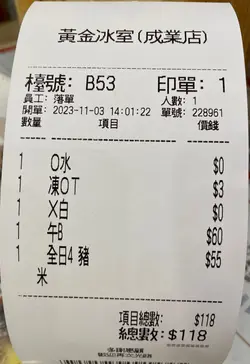 黃金冰室(成業店)
檯號: B53 印單: 1
員工: 落單 人數: 1
開單: 2023-11-03 14:01:22 單號: 228961
數量 項目 價錢
1 O水 $0
1 凍OT $3
1 X白 $0
1 午B $60
1 全日4 豬 $55
米
項目總數: $118
總數: $118